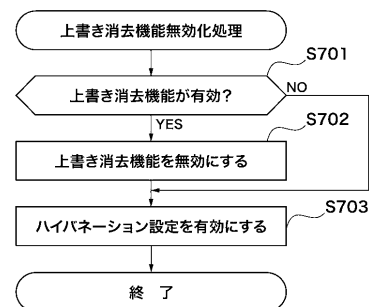 上書き消去機能無効化処理
S701
上書き消去機能が有効?
NO
YES
S702
上書き消去機能を無効にする
S703
ハイバネーション設定を有効にする
終 了